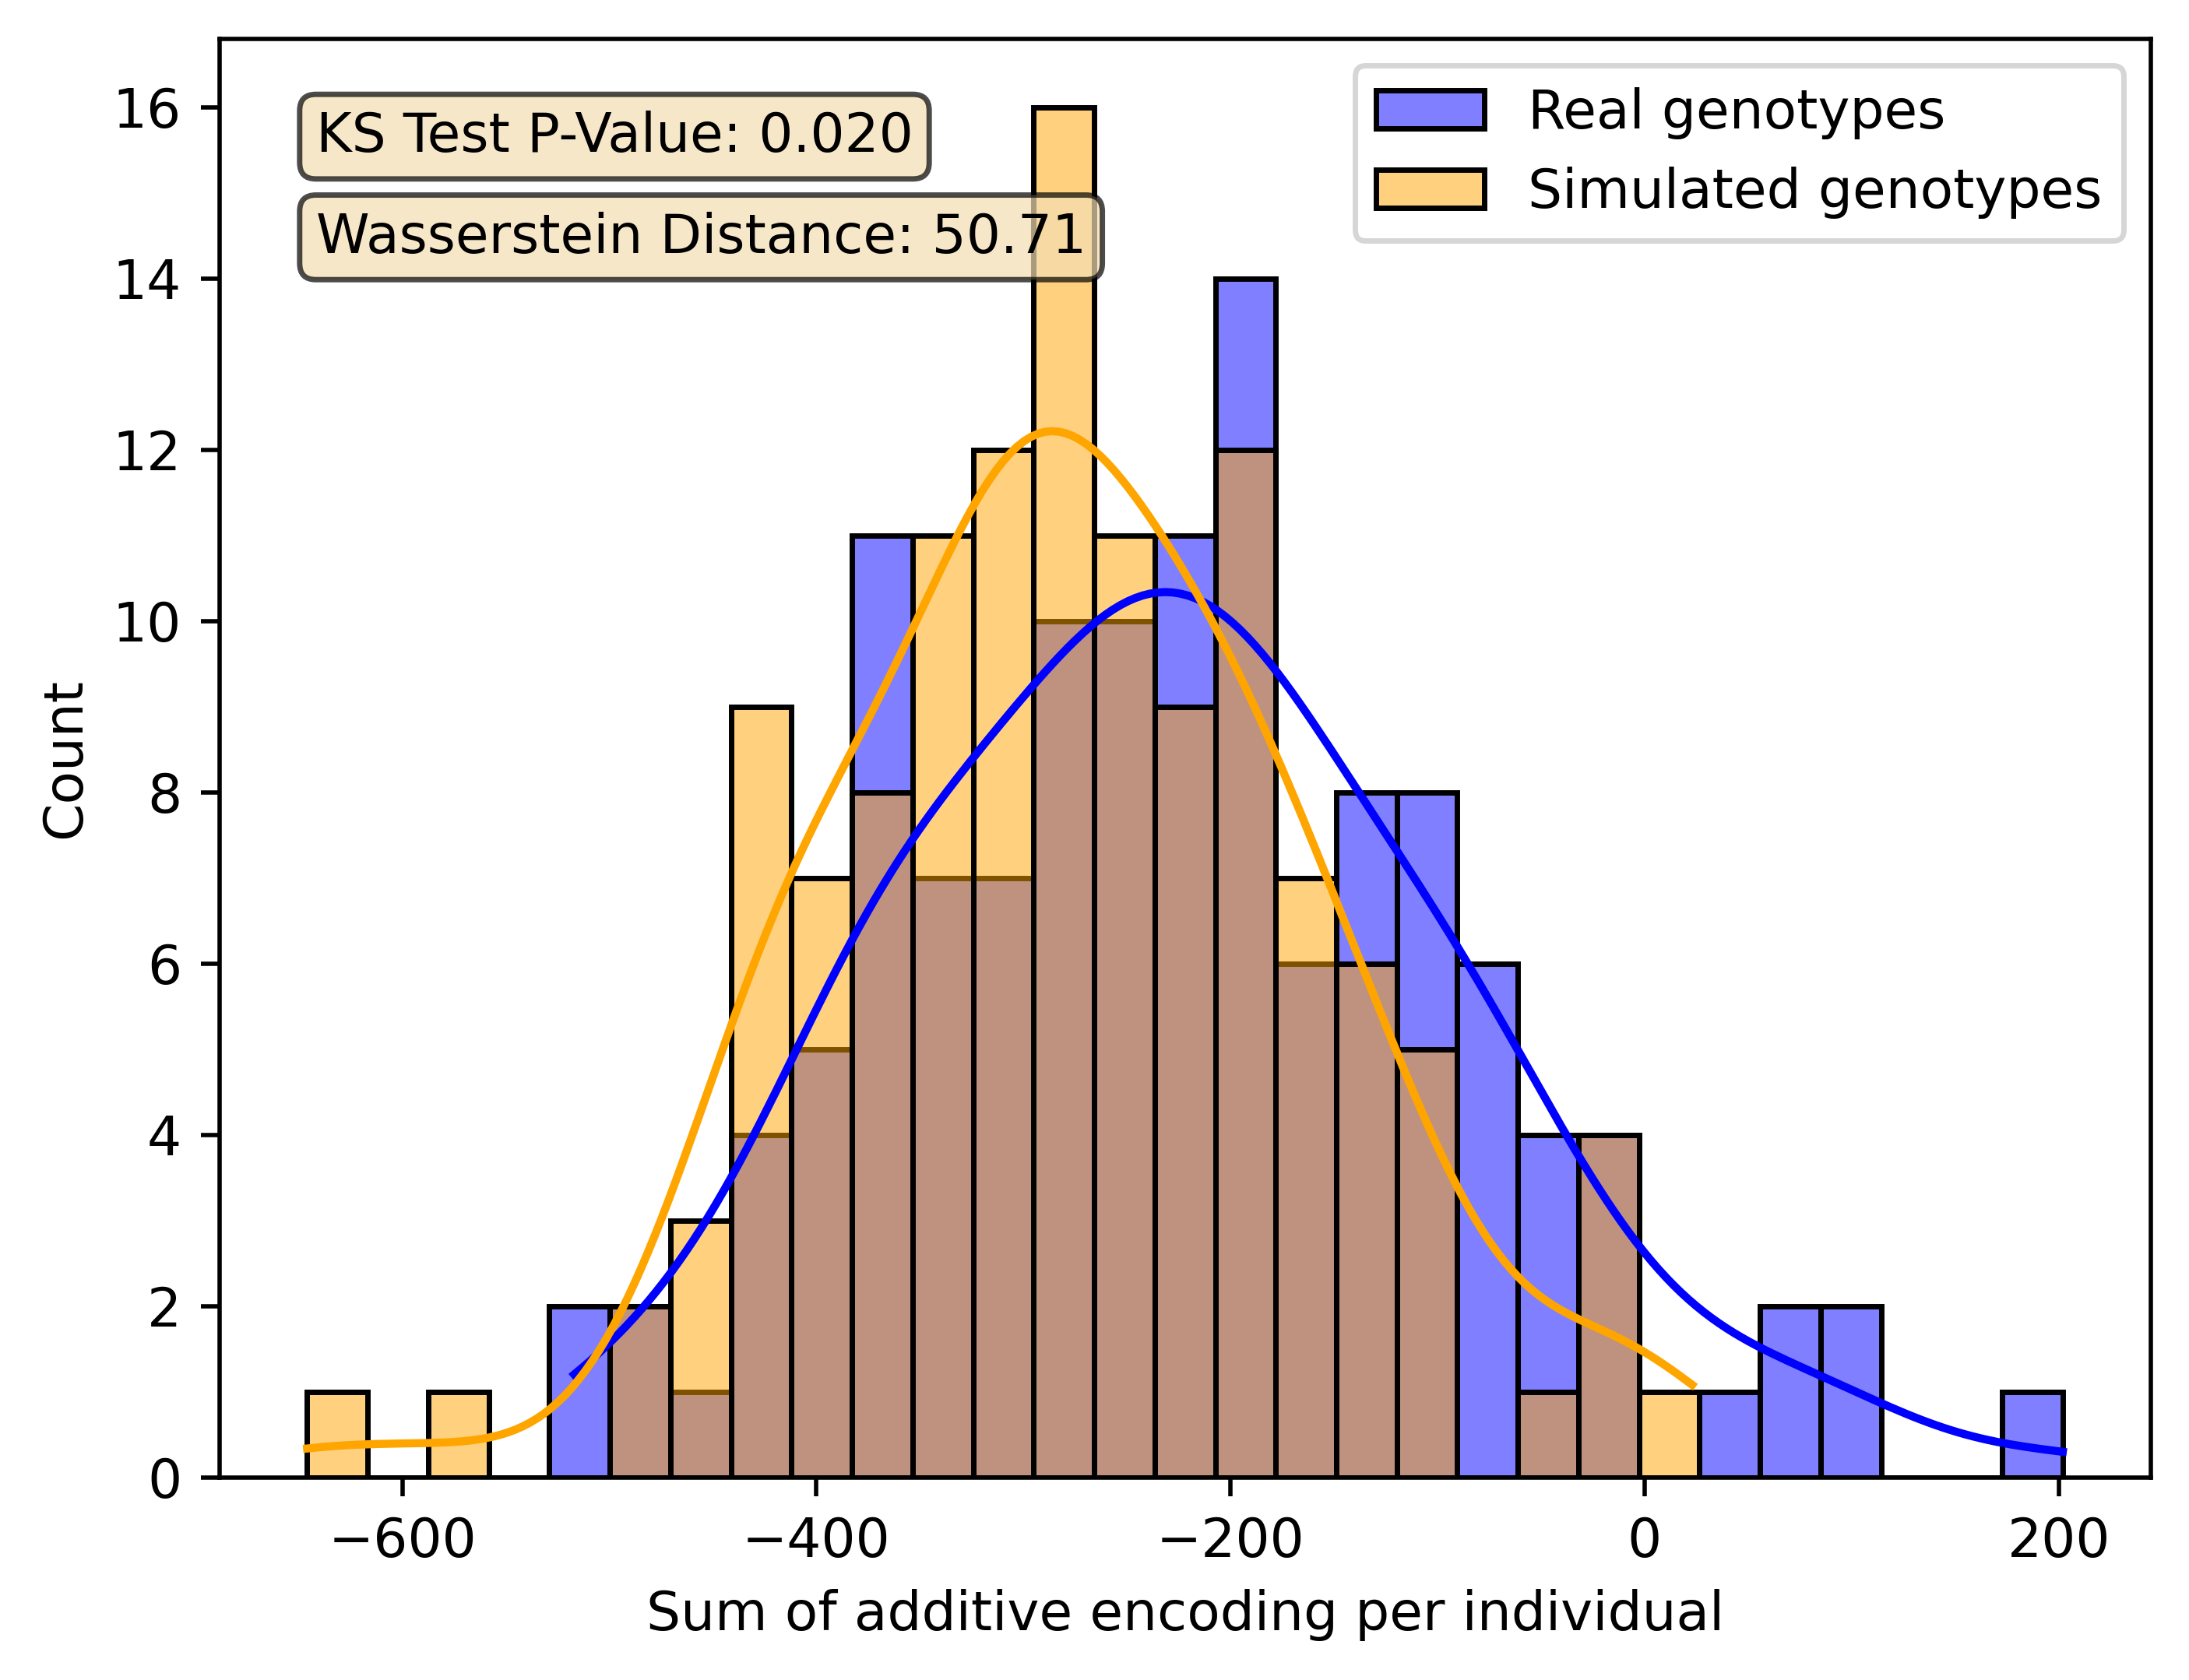 KS Test P-Value: 0.020
Wasserstein Distance: 50.71
Real genotypes
Simulated genotypes
Count
16
14
12
10
8
6
4
2
0
−600
−400
−200
0
200
Sum of additive encoding per individual